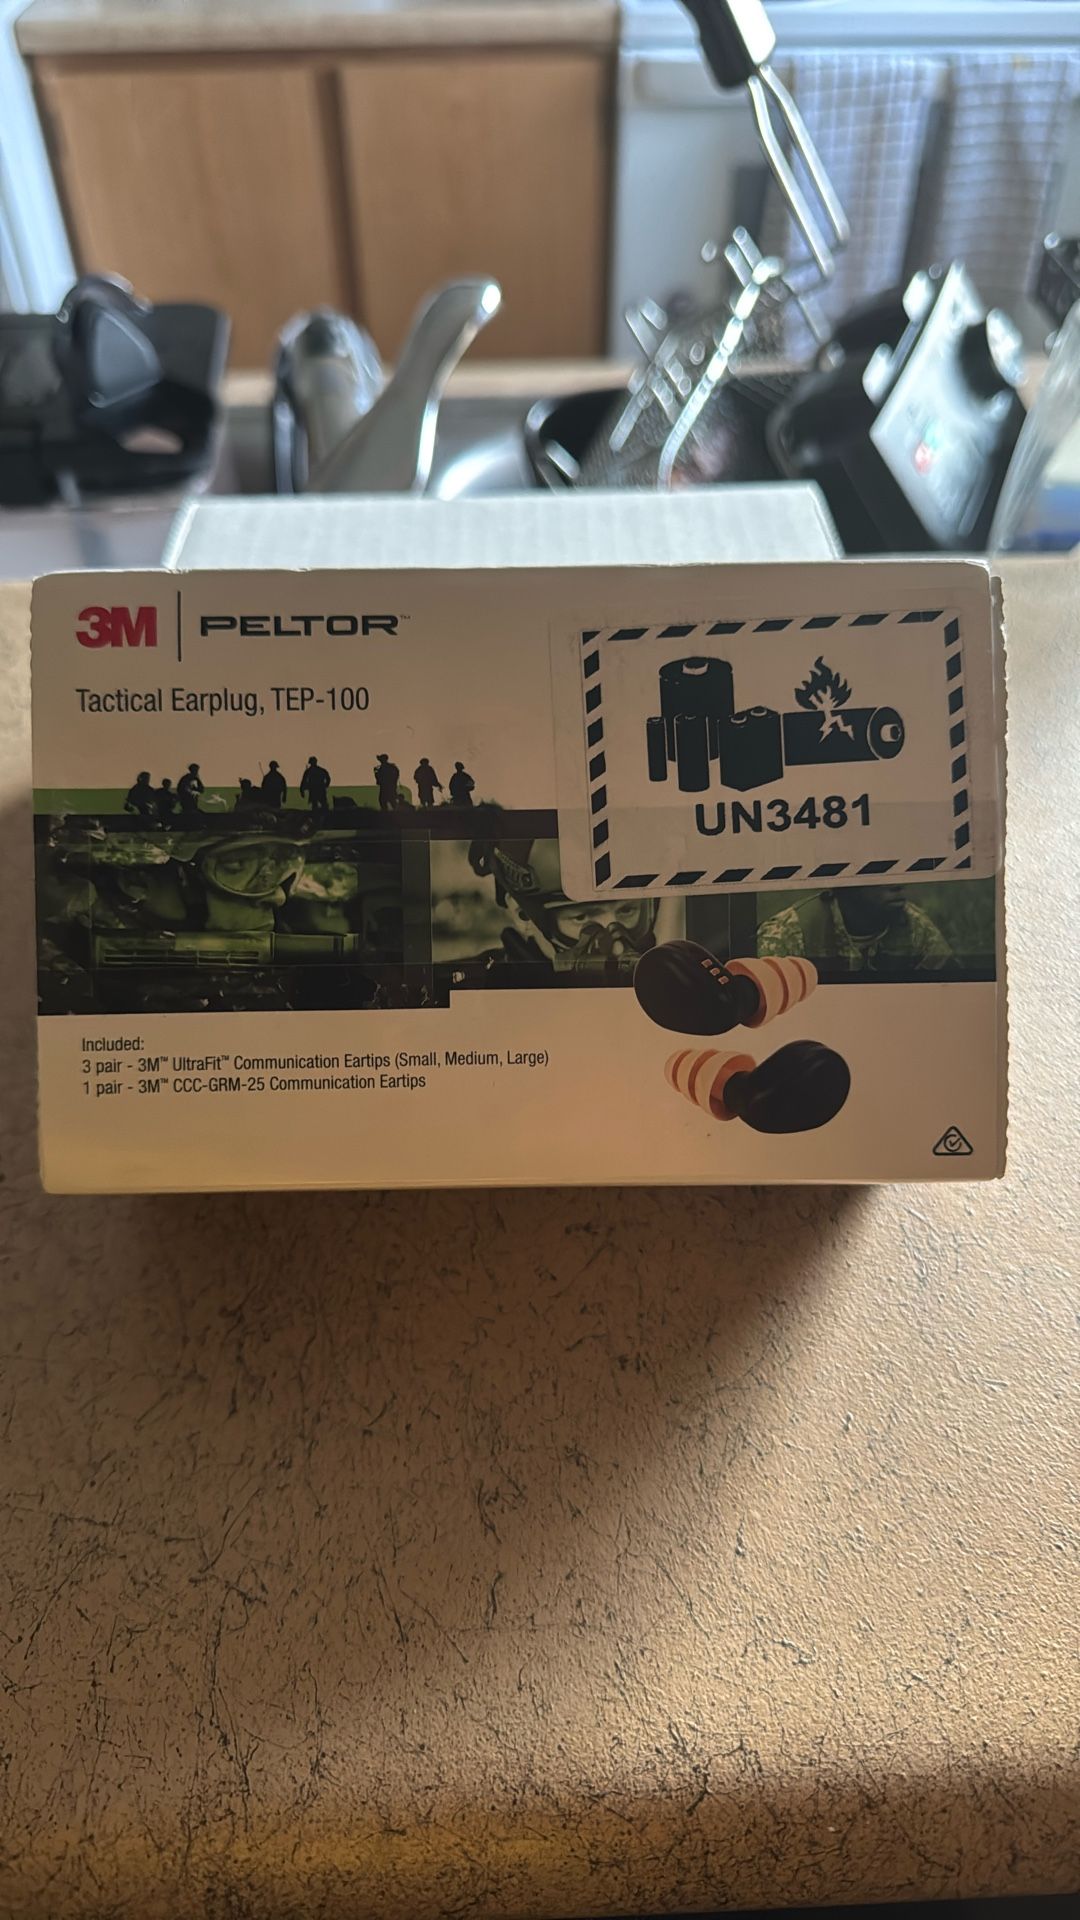 3M | PELTOR™
Tactical Earplug, TEP-100
UN3481
Included:
3 pair - 3M™ UltraFit™ Communication Eartips (Small, Medium, Large)
1 pair - 3M™ CCC-GRM-25 Communication Eartips